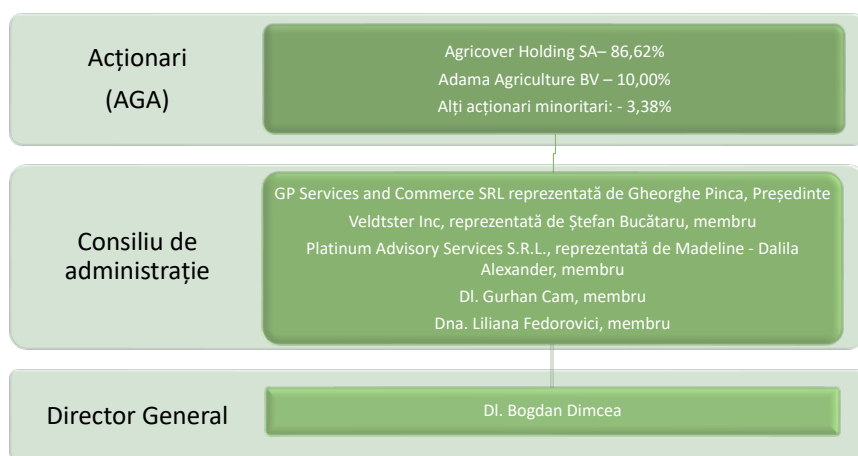 Acționari
(AGA)
Agricover Holding SA– 86,62%
Adama Agriculture BV – 10,00%
Alți acționari minoritari: - 3,38%
Consiliu de
administrație
GP Services and Commerce SRL reprezentată de Gheorghe Pinca, Președinte
Veldtster Inc, reprezentată de Ștefan Bucătaru, membru
Platinum Advisory Services S.R.L., reprezentată de Madeline - Dalila
Alexander, membru
Dl. Gurhan Cam, membru
Dna. Liliana Fedorovici, membru
Director General
Dl. Bogdan Dimcea